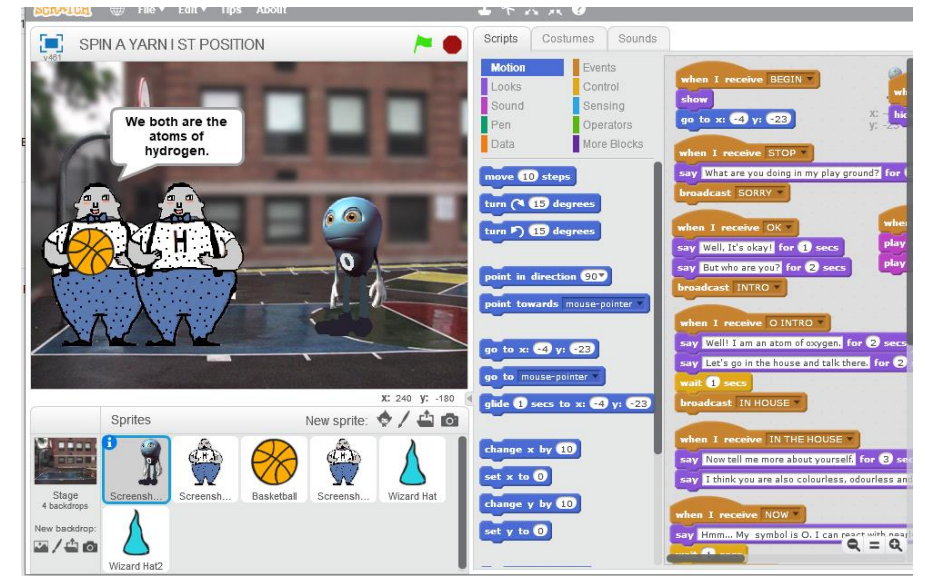 SCRATCH File Edit Tips About
SPIN A YARN I ST POSITION
v461
We both are the
atoms of
hydrogen.
H
X: 240 Y: -180
Sprites New sprite:
Stage
4 backdrops
New backdrop:
Screensh...
Screensh...
Basketball
Screensh...
Wizard Hat
Wizard Hat2
Scripts Costumes Sounds
Motion Events
Looks Control
Sound Sensing
Pen Operators
Data More Blocks
move 10 steps
turn 15 degrees
turn 15 degrees
point in direction 90
point towards mouse-pointer
go to x: -4 y: -23
go to mouse-pointer
glide 1 secs to x: -4 y: -23
change x by 10
set x to 0
change y by 10
set y to 0
when I receive BEGIN
show
go to x: -4 y: -23
when I receive STOP
say What are you doing in my play ground? for
broadcast SORRY
when I receive OK
say Well, It's okay! for 1 secs
say But who are you? for 2 secs
broadcast INTRO
when I receive O INTRO
say Well! I am an atom of oxygen. for 2 secs
say Let's go in the house and talk there. for 2
wait 1 secs
broadcast IN HOUSE
when I receive IN THE HOUSE
say Now tell me more about yourself. for 3 sec
say I think you are also colourless, odourless and
when I receive NOW
say Hmm... My symbol is O. I can react with
wait 1 secs
play
play